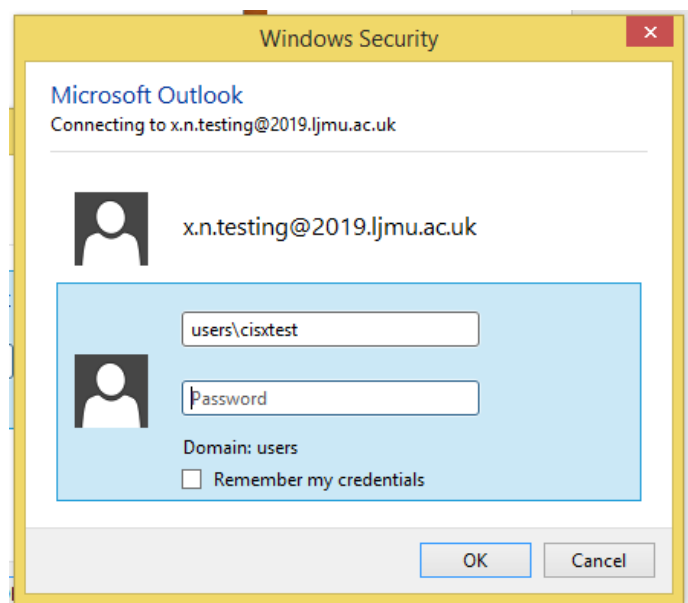 Windows Security
Microsoft Outlook
Connecting to x.n.testing@2019.ljmu.ac.uk
x.n.testing@2019.ljmu.ac.uk
users\cisxtest
Password
Domain: users
Remember my credentials
OK
Cancel